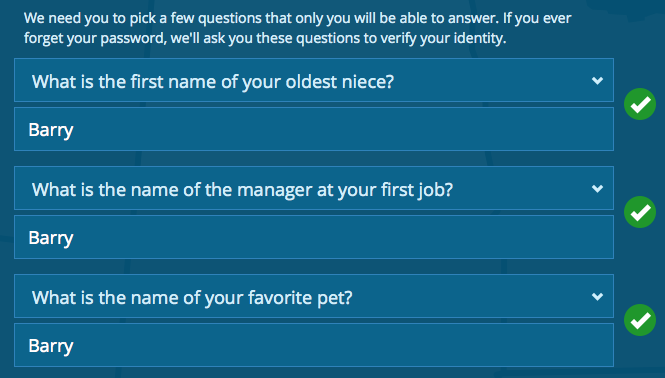 We need you to pick a few questions that only you will be able to answer. If you ever
forget your password, we'll ask you these questions to verify your identity.
What is the first name of your oldest niece?
Barry
What is the name of the manager at your first job?
Barry
What is the name of your favorite pet?
Barry